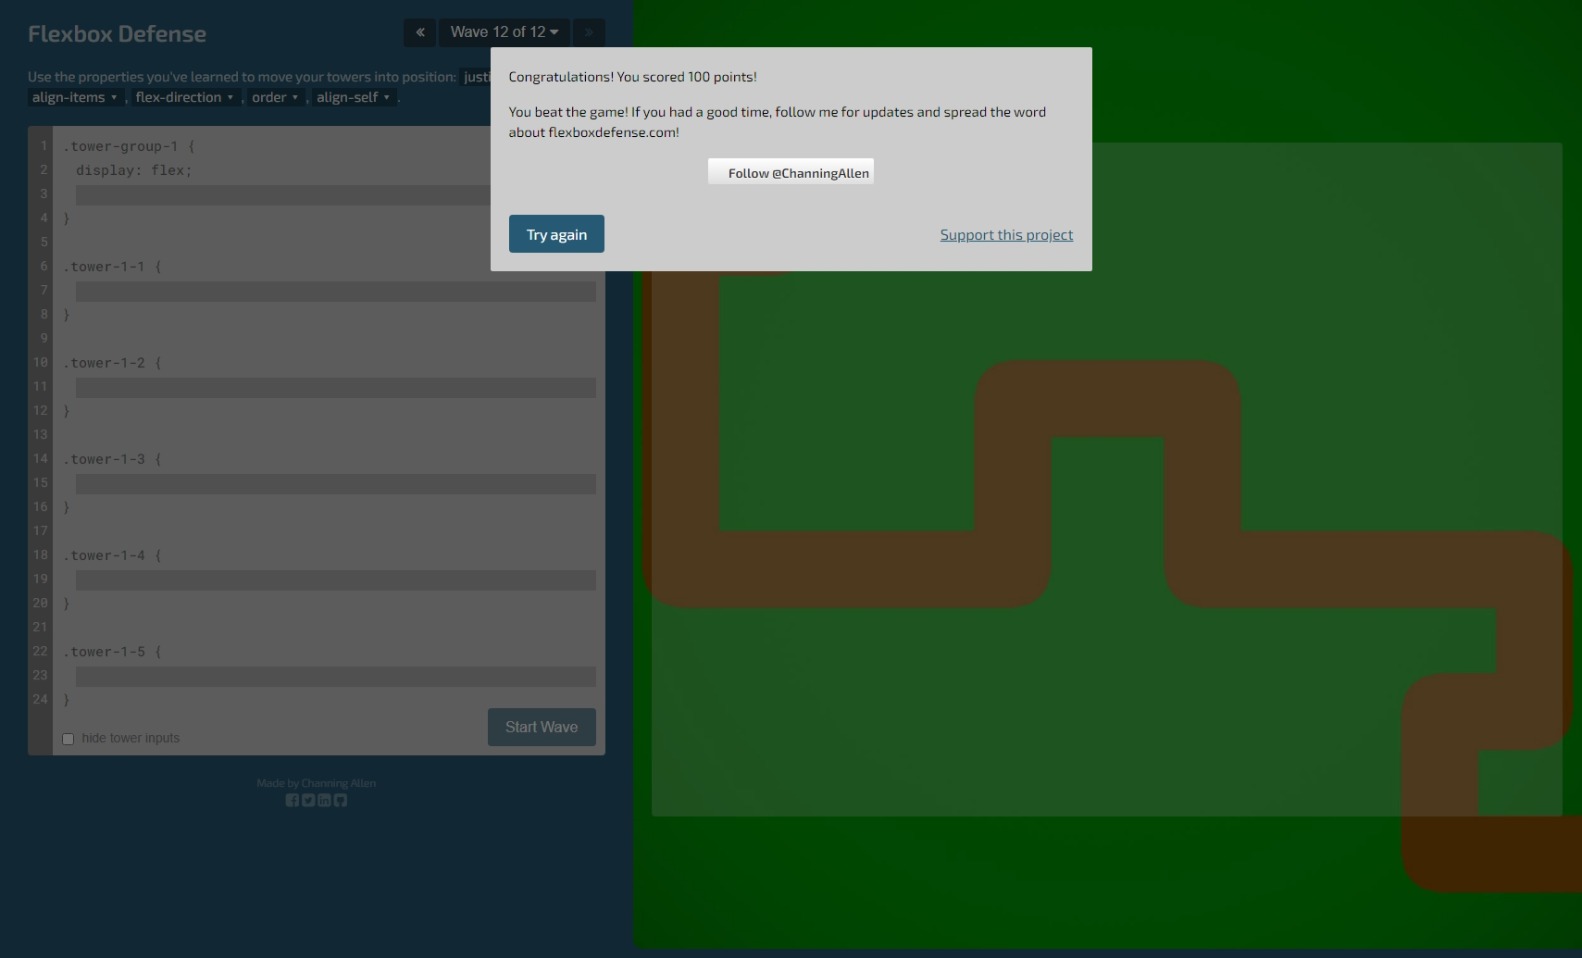 Flexbox Defense
« Wave 12 of 12 »
Use the properties you've learned to move your towers into position: justi
align-items , flex-direction , order , align-self .
Congratulations! You scored 100 points!
You beat the game! If you had a good time, follow me for updates and spread the word
about flexboxdefense.com!
Follow @ChanningAllen
Try again
Support this project
1 .tower-group-1 {
2 display: flex;
3
4 }
5
6 .tower-1-1 {
7
8 }
9
10 .tower-1-2 {
11
12 }
13
14 .tower-1-3 {
15
16 }
17
18 .tower-1-4 {
19
20 }
21
22 .tower-1-5 {
23
24 }
hide tower inputs
Start Wave
Made by Channing Allen